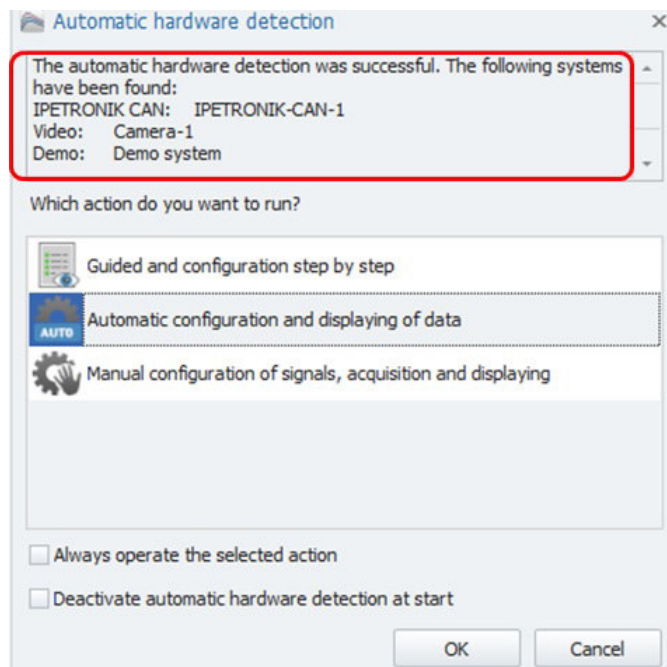 Automatic hardware detection
The automatic hardware detection was successful. The following systems
have been found:
IPETRONIK CAN: IPETRONIK-CAN-1
Video: Camera-1
Demo: Demo system
Which action do you want to run?
Guided and configuration step by step
AUTO
Automatic configuration and displaying of data
Manual configuration of signals, acquisition and displaying
Always operate the selected action
Deactivate automatic hardware detection at start
OK Cancel